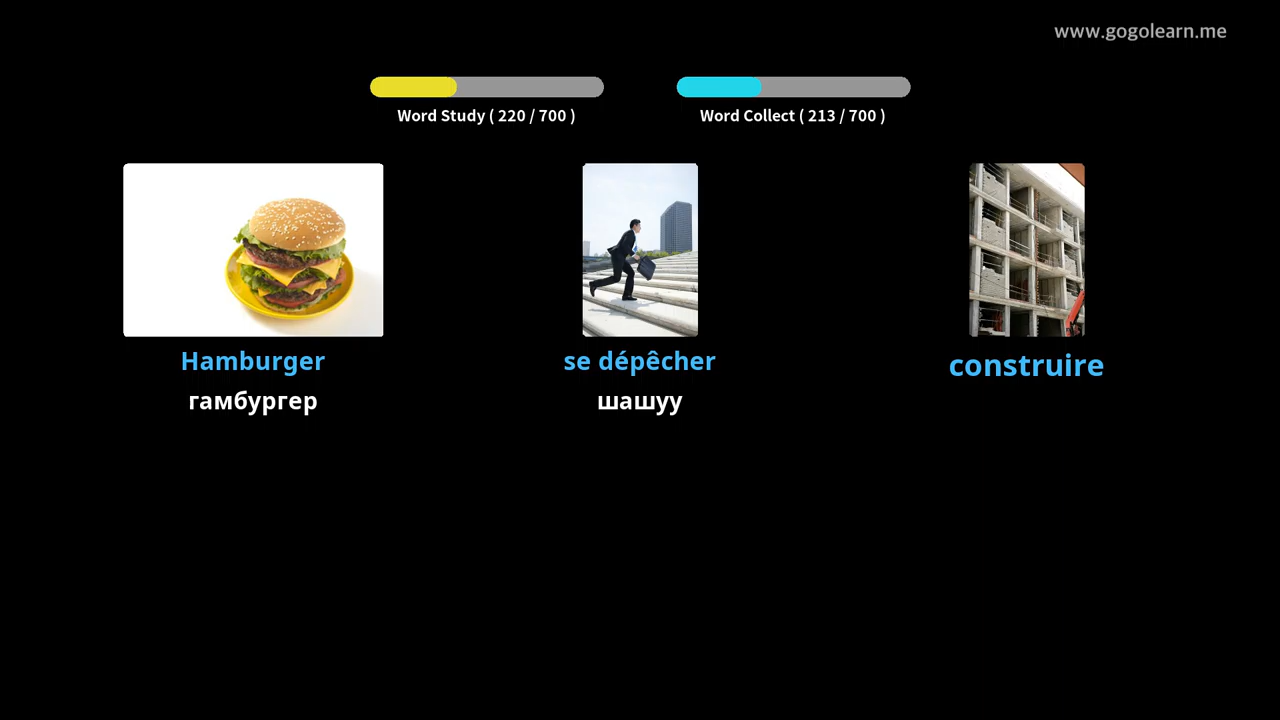 www.gogolearn.me
Word Study ( 220 / 700 )
Word Collect ( 213 / 700 )
Hamburger
гамбургер
se dépêcher
шашуу
construire